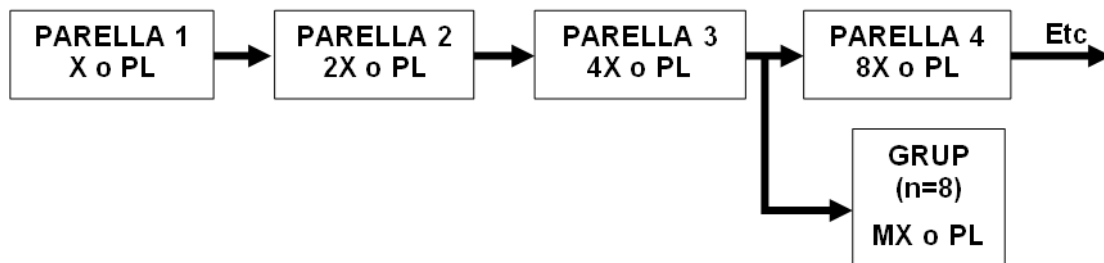 PARELLA 1
X o PL
PARELLA 2
2X o PL
PARELLA 3
4X o PL
PARELLA 4
8X o PL
Etc
GRUP
(n=8)
MX o PL